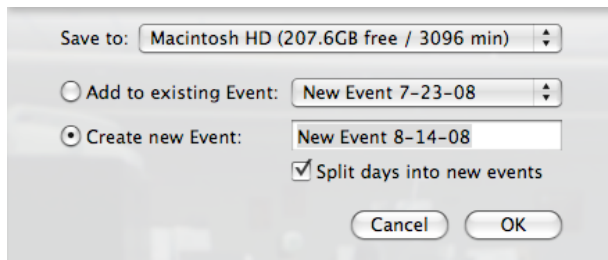 Save to: Macintosh HD (207.6GB free / 3096 min)
Add to existing Event: New Event 7-23-08
Create new Event: New Event 8-14-08
Split days into new events
Cancel OK